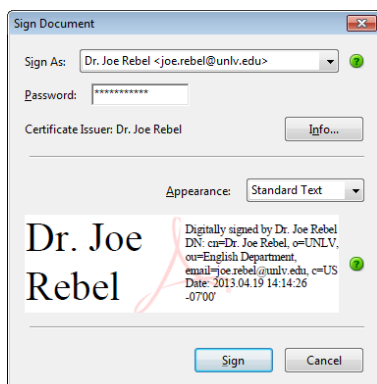 Sign Document
Sign As: Dr. Joe Rebel <joe.rebel@unlv.edu>
Password: ***********
Certificate Issuer: Dr. Joe Rebel Info...
Appearance: Standard Text
Dr. Joe
Rebel
Digitally signed by Dr. Joe Rebel
DN: cn=Dr. Joe Rebel, o=UNLV,
ou=English Department,
email=joe.rebel@unlv.edu, c=US
Date: 2013.04.19 14:14:26
-07'00'
Sign Cancel